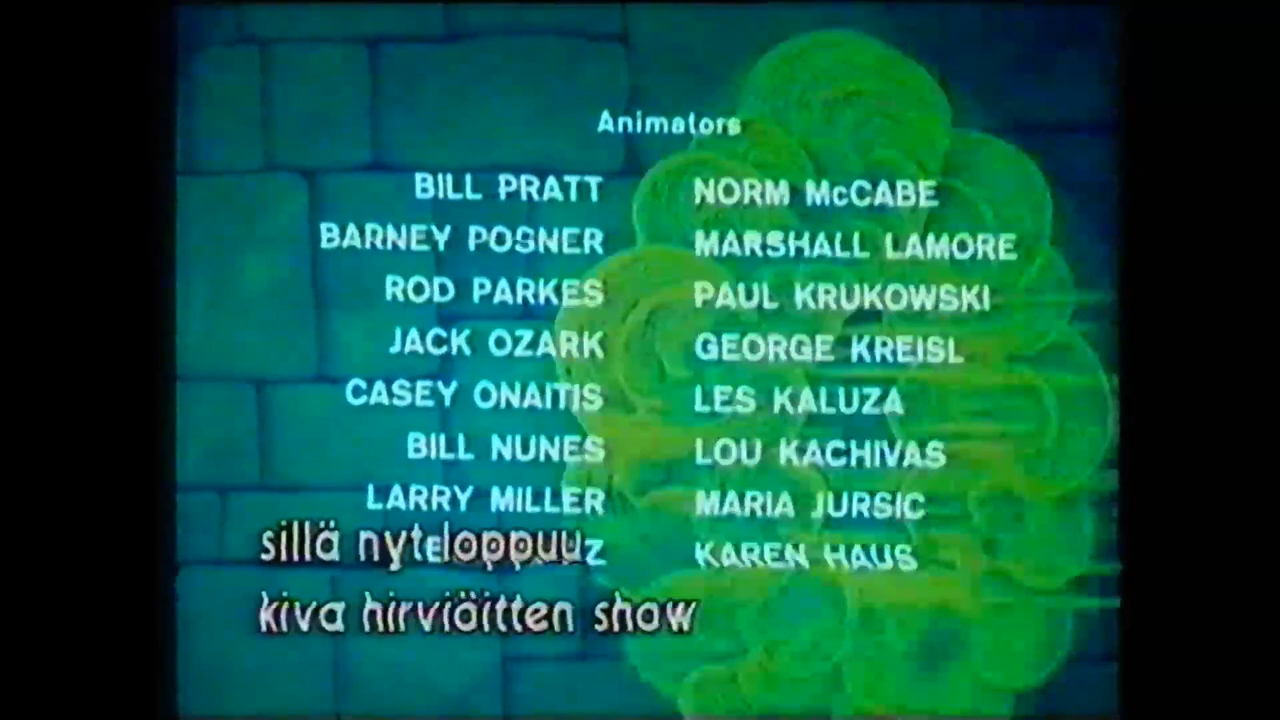 Animators
BILL PRATT NORM McCABE
BARNEY POSNER MARSHALL LAMORE
ROD PARKES PAUL KRUKOWSKI
JACK OZARK GEORGE KREISL
CASEY ONAITIS LES KALUZA
BILL NUNES LOU KACHIVAS
LARRY MILLER MARIA JURSIC
KAREN HAUS
sillä nyt loppuu
kiva hirviöitten show